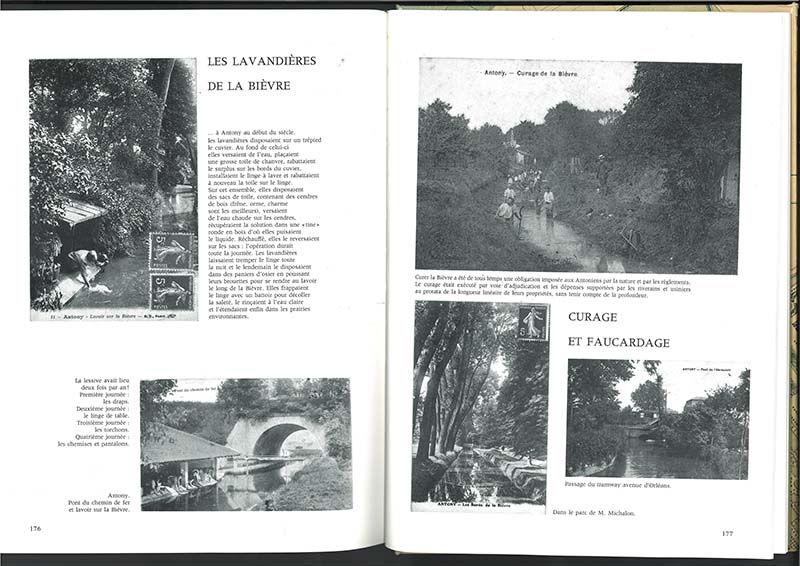 LES LAVANDIÈRES
DE LA BIÈVRE
... à Antony au début du siècle,
les lavandières disposaient sur un trépied
le cuvier. Au fond de celui-ci
elles versaient de l'eau, plaçaient
une grosse toile de chanvre, rabattaient
le surplus sur les bords du cuvier,
installaient le linge à laver et rabattaient
à nouveau la toile sur le linge.
Sur cet ensemble, elles disposaient
des sacs de toile, contenant des cendres
de bois (frêne, orme, charme
sont les meilleurs), versaient
de l'eau chaude sur les cendres,
récupéraient la solution dans une «tine»
ronde en bois d'où elles puisaient
le liquide. Réchauffé, elles le reversaient
sur les sacs : l'opération durait
toute la journée. Les lavandières
laissaient tremper le linge toute
la nuit et le lendemain le disposaient
dans des paniers d'osier en poussant
leurs brouettes pour se rendre au lavoir
le long de la Bièvre. Elles frappaient
le linge avec un battoir pour décoller
la saleté, le rinçaient à l'eau claire
et l'étendaient enfin dans les prairies
environnantes.
5
5
11 - Antony - Lavoir sur la Bièvre
La lessive avait lieu
deux fois par an!
Première journée :
les draps.
Deuxième journée :
le linge de table.
Troisième journée :
les torchons.
Quatrième journée :
les chemises et pantalons.
Pont du chemin de fer
Antony.
Pont du chemin de fer
et lavoir sur la Bièvre.
176
Antony. — Curage de la Bièvre
Curer la Bièvre a été de tous temps une obligation imposée aux Antoniens par la nature et par les règlements.
Le curage était exécuté par voie d'adjudication et les dépenses supportées par les riverains et usiniers
au prorata de la longueur linéaire de leurs propriétés, sans tenir compte de la profondeur.
CURAGE
ET FAUCARDAGE
ANTONY — Les Bords de la Bièvre
Passage du tramway avenue d'Orléans.
Dans le parc de M. Michalon.
177